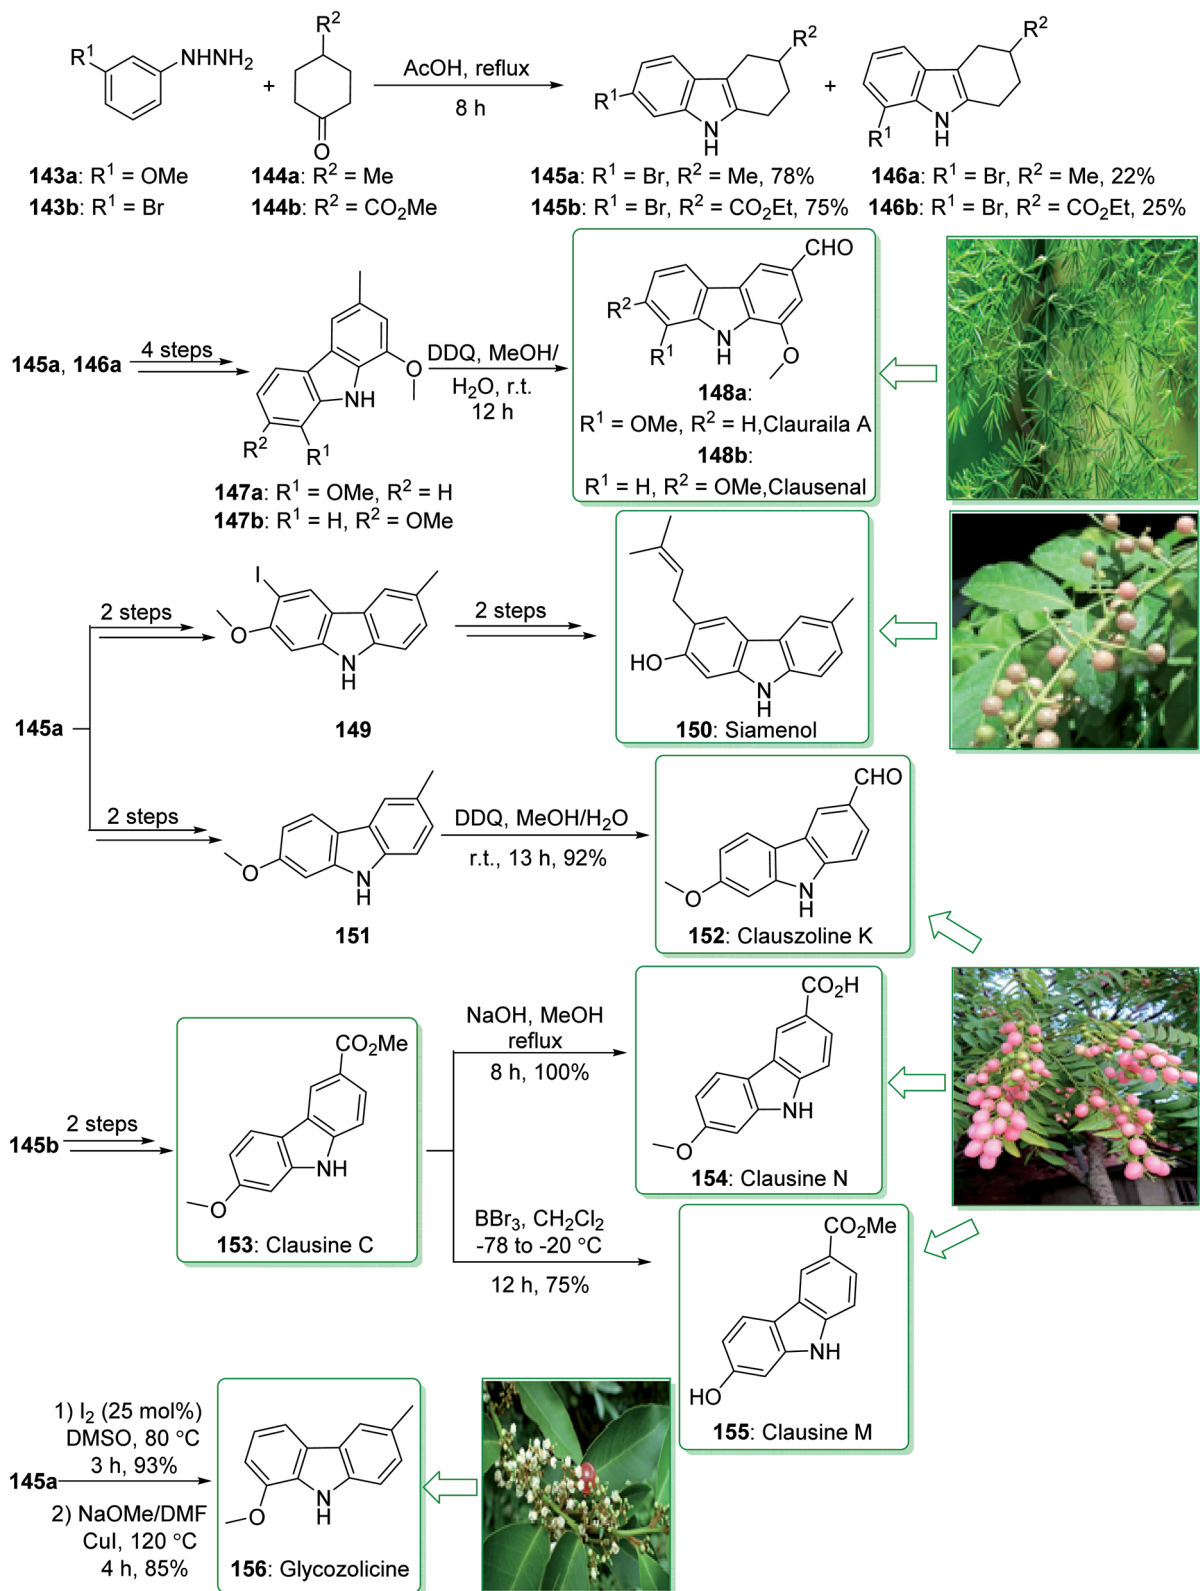 R¹
NHNH₂
+
R²
O
AcOH, reflux
8 h
R²
R¹
N
H
+
R²
R¹
N
H
143a: R¹ = OMe
143b: R¹ = Br
144a: R² = Me
144b: R² = CO₂Me
145a: R¹ = Br, R² = Me, 78%
145b: R¹ = Br, R² = CO₂Et, 75%
146a: R¹ = Br, R² = Me, 22%
146b: R¹ = Br, R² = CO₂Et, 25%
145a, 146a
4 steps
O
NH
R²
R¹
147a: R¹ = OMe, R² = H
147b: R¹ = H, R² = OMe
DDQ, MeOH/
H₂O, r.t.
12 h
CHO
R²
R¹
N
H
O
148a:
R¹ = OMe, R² = H,Clauraila A
148b:
R¹ = H, R² = OMe,Clausenal
145a
2 steps
I
O
N
H
149
2 steps
HO
N
H
150: Siamenol
2 steps
O
N
H
151
DDQ, MeOH/H₂O
r.t., 13 h, 92%
CHO
O
N
H
152: Clauszoline K
145b
2 steps
CO₂Me
NH
O
153: Clausine C
NaOH, MeOH
reflux
8 h, 100%
CO₂H
NH
O
154: Clausine N
BBr₃, CH₂Cl₂
-78 to -20 °C
12 h, 75%
CO₂Me
NH
HO
155: Clausine M
145a
1) I₂ (25 mol%)
DMSO, 80 °C
3 h, 93%
2) NaOMe/DMF
CuI, 120 °C
4 h, 85%
O
N
H
156: Glycozolicine